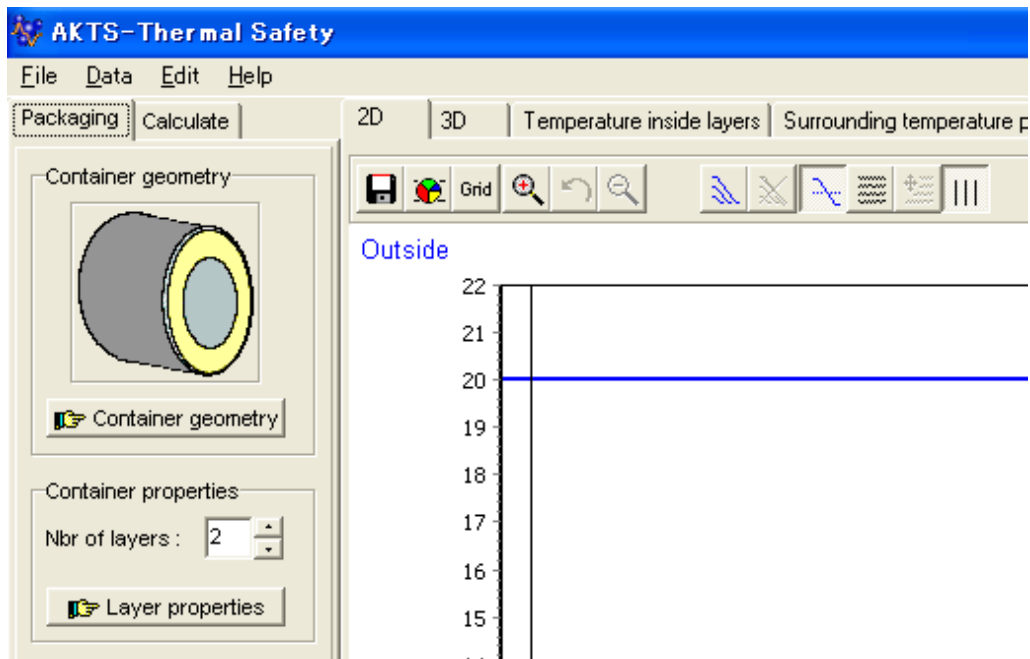 AKTS-Thermal Safety
File Data Edit Help
Packaging Calculate
2D 3D Temperature inside layers Surrounding temperature
Container geometry
Grid
Outside
Container geometry
Container properties
Nbr of layers : 2
Layer properties
22
21
20
19
18
17
16
15